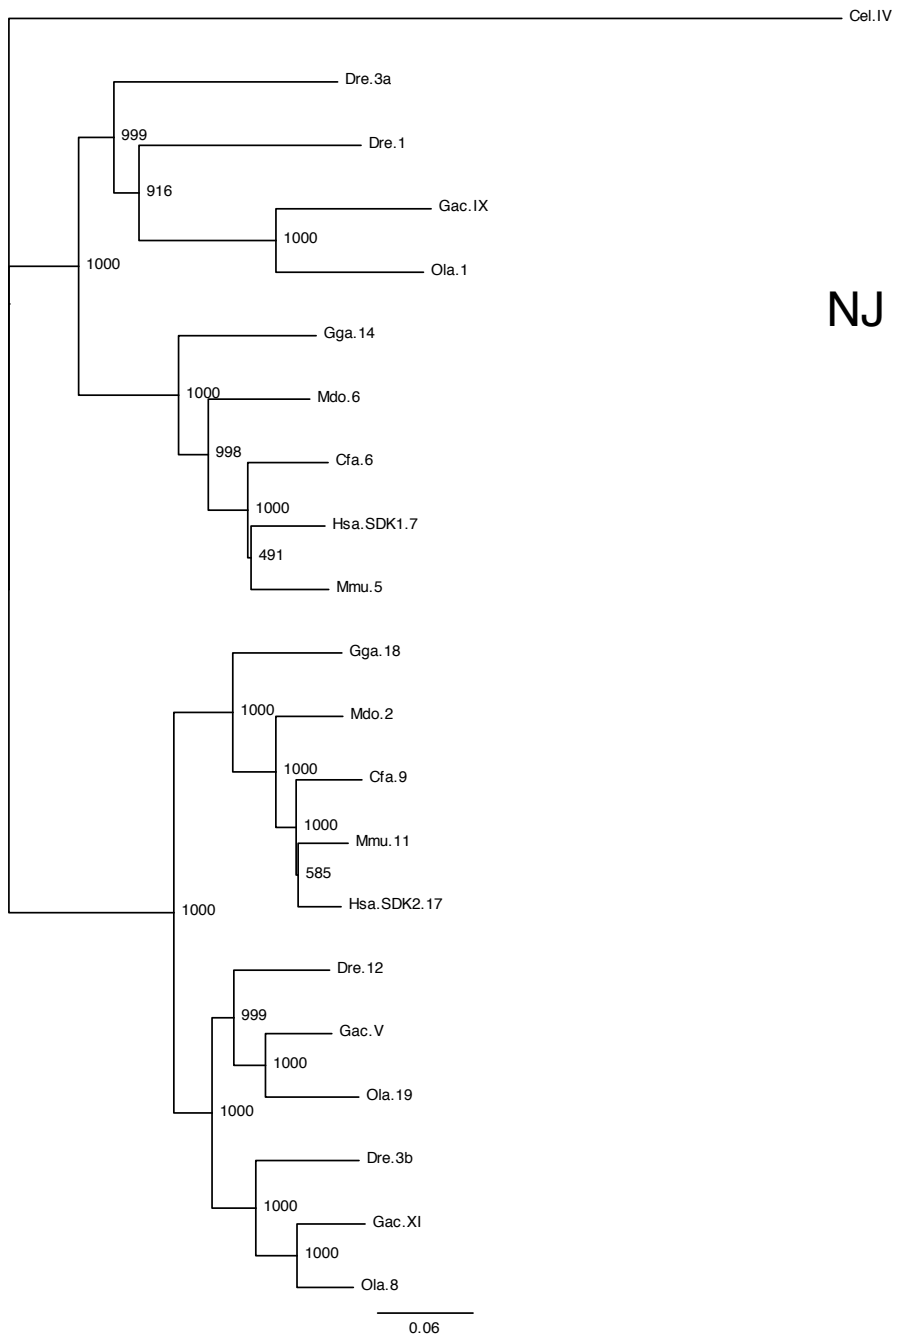 Cel.IV
Dre.3a
999
Dre.1
916
Gac.IX
1000
1000
Ola.1
NJ
Gga.14
1000
Mdo.6
998
Cfa.6
1000
Hsa.SDK1.7
491
Mmu.5
Gga.18
1000
Mdo.2
1000
Cfa.9
1000
Mmu.11
585
Hsa.SDK2.17
1000
Dre.12
999
Gac.V
1000
Ola.19
1000
Dre.3b
1000
Gac.XI
1000
Ola.8
0.06